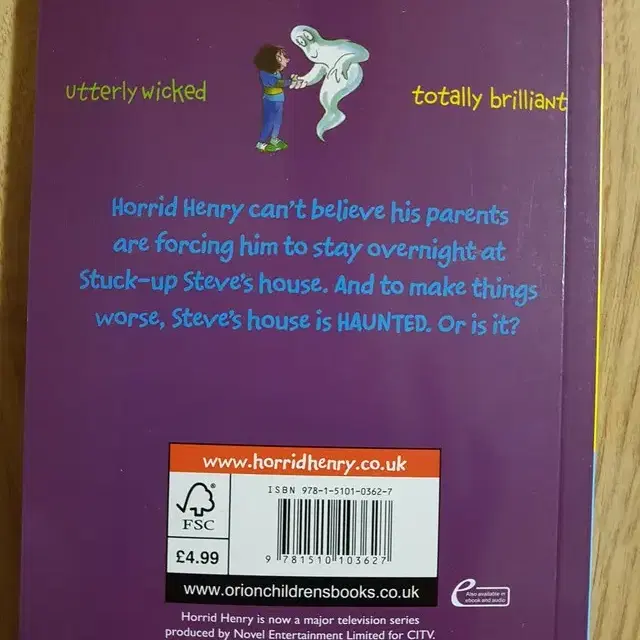 utterly wicked
totally brilliant
Horrid Henry can't believe his parents
are forcing him to stay overnight at
Stuck-up Steve's house. And to make things
worse, Steve's house is HAUNTED. Or is it?
www.horridhenry.co.uk
FSC
ISBN 978-1-5101-0362-7
£4.99
9 781510 103627
www.orionchildrensbooks.co.uk
e
Also available in
ebook and audio
Horrid Henry is now a major television series
produced by Novel Entertainment Limited for CITV.